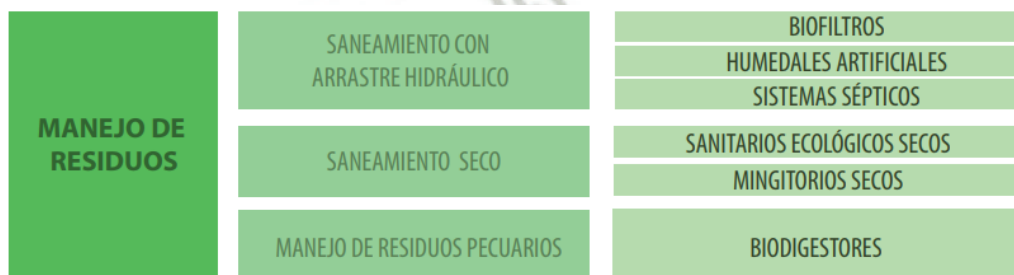 MANEJO DE
RESIDUOS
SANEAMIENTO CON
ARRASTRE HIDRÁULICO
BIOFILTROS
HUMEDALES ARTIFICIALES
SISTEMAS SÉPTICOS
SANEAMIENTO SECO
SANITARIOS ECOLÓGICOS SECOS
MINGITORIOS SECOS
MANEJO DE RESIDUOS PECUARIOS
BIODIGESTORES